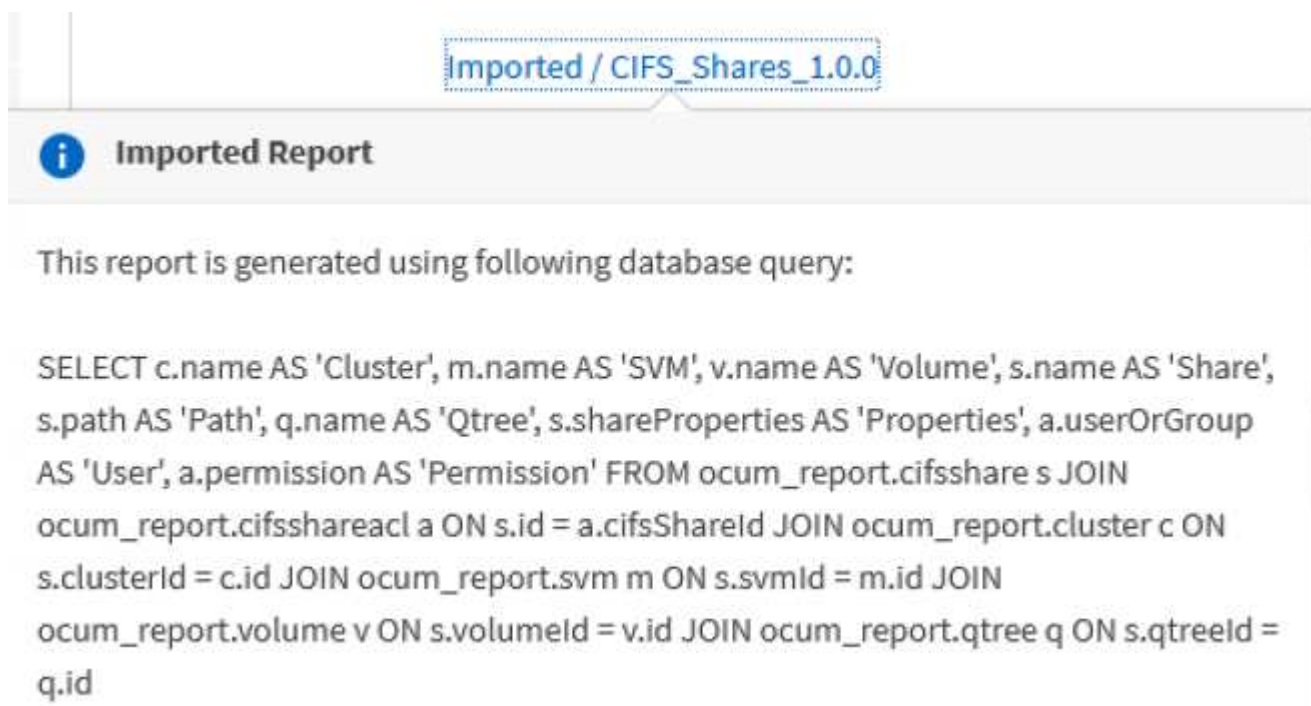 Imported / CIFS_Shares_1.0.0
Imported Report
This report is generated using following database query:
SELECT c.name AS 'Cluster', m.name AS 'SVM', v.name AS 'Volume', s.name AS 'Share',
s.path AS 'Path', q.name AS 'Qtree', s.shareProperties AS 'Properties', a.userOrGroup
AS 'User', a.permission AS 'Permission' FROM ocum_report.cifsshare s JOIN
ocum_report.cifsshareacl a ON s.id = a.cifsShareId JOIN ocum_report.cluster c ON
s.clusterId = c.id JOIN ocum_report.svm m ON s.svmId = m.id JOIN
ocum_report.volume v ON s.volumeId = v.id JOIN ocum_report.qtree q ON s.qtreeId =
q.id